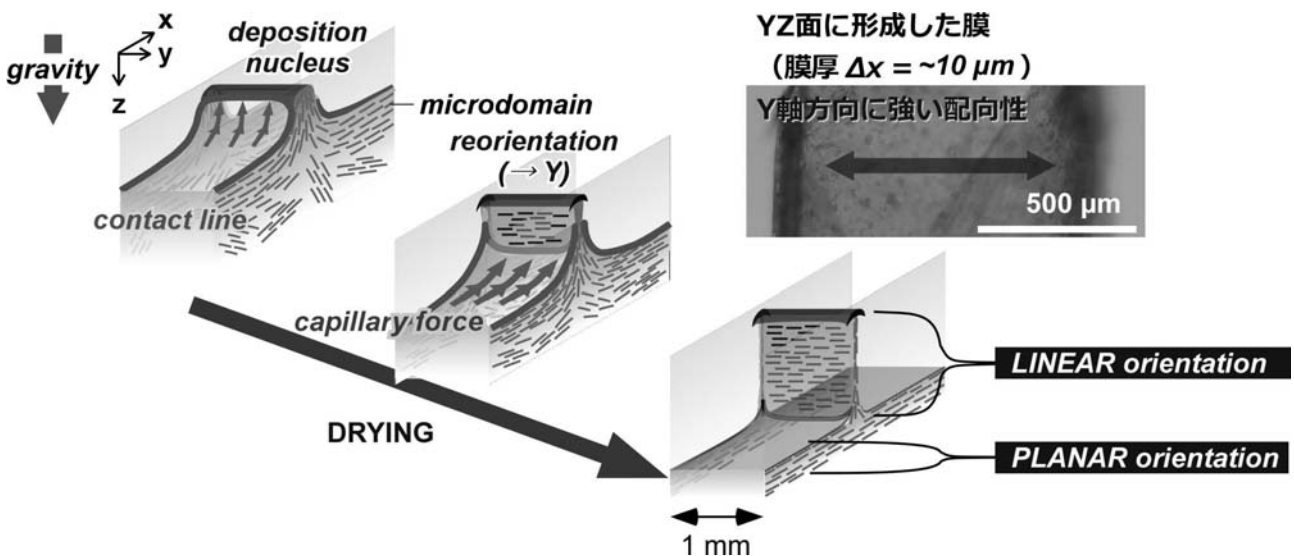 gravity
x
y
z
deposition
nucleus
microdomain
reorientation
(→ Y)
contact line
capillary force
DRYING
YZ面に形成した膜
（膜厚 Δx = ~10 μm）
Y軸方向に強い配向性
500 μm
LINEAR orientation
PLANAR orientation
1 mm